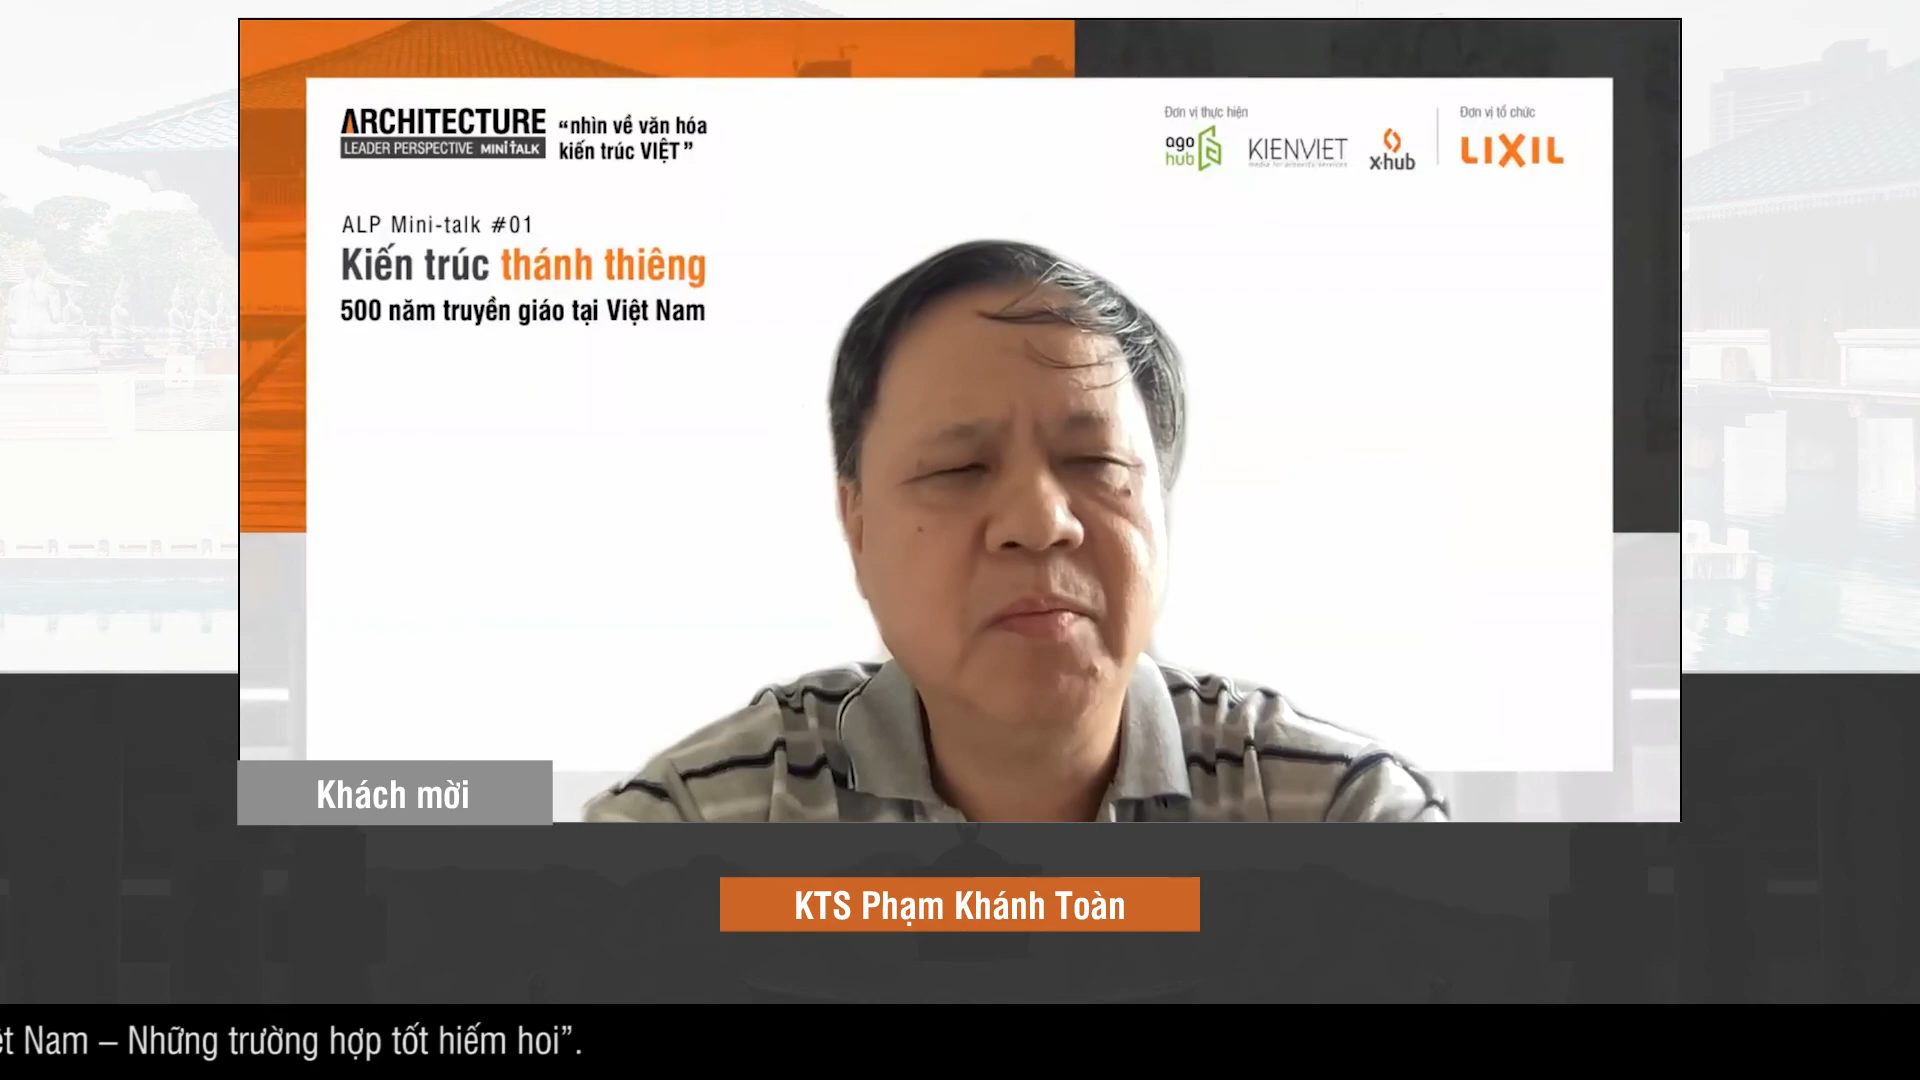 ARCHITECTURE
LEADER PERSPECTIVE MINITALK
“nhìn về văn hóa
kiến trúc VIỆT”
Đơn vị thực hiện
ago
hub
KIENVIET
x-hub
Đơn vị tổ chức
LIXIL
ALP Mini-talk #01
Kiến trúc thánh thiêng
500 năm truyền giáo tại Việt Nam
Khách mời
KTS Phạm Khánh Toàn
ệt Nam – Những trường hợp tốt hiếm hoi”.